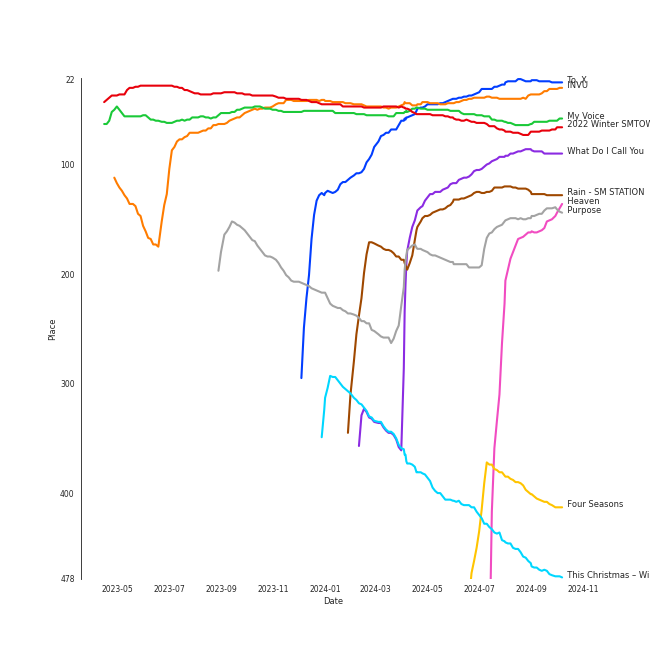 22
100
200
300
400
478
Place
To. X
INVU
My Voice
2022 Winter SMTOW
What Do I Call You
Rain - SM STATION
Heaven
Purpose
Four Seasons
This Christmas – Wi
2023-05
2023-07
2023-09
2023-11
2024-01
2024-03
2024-05
2024-07
2024-09
2024-11
Date